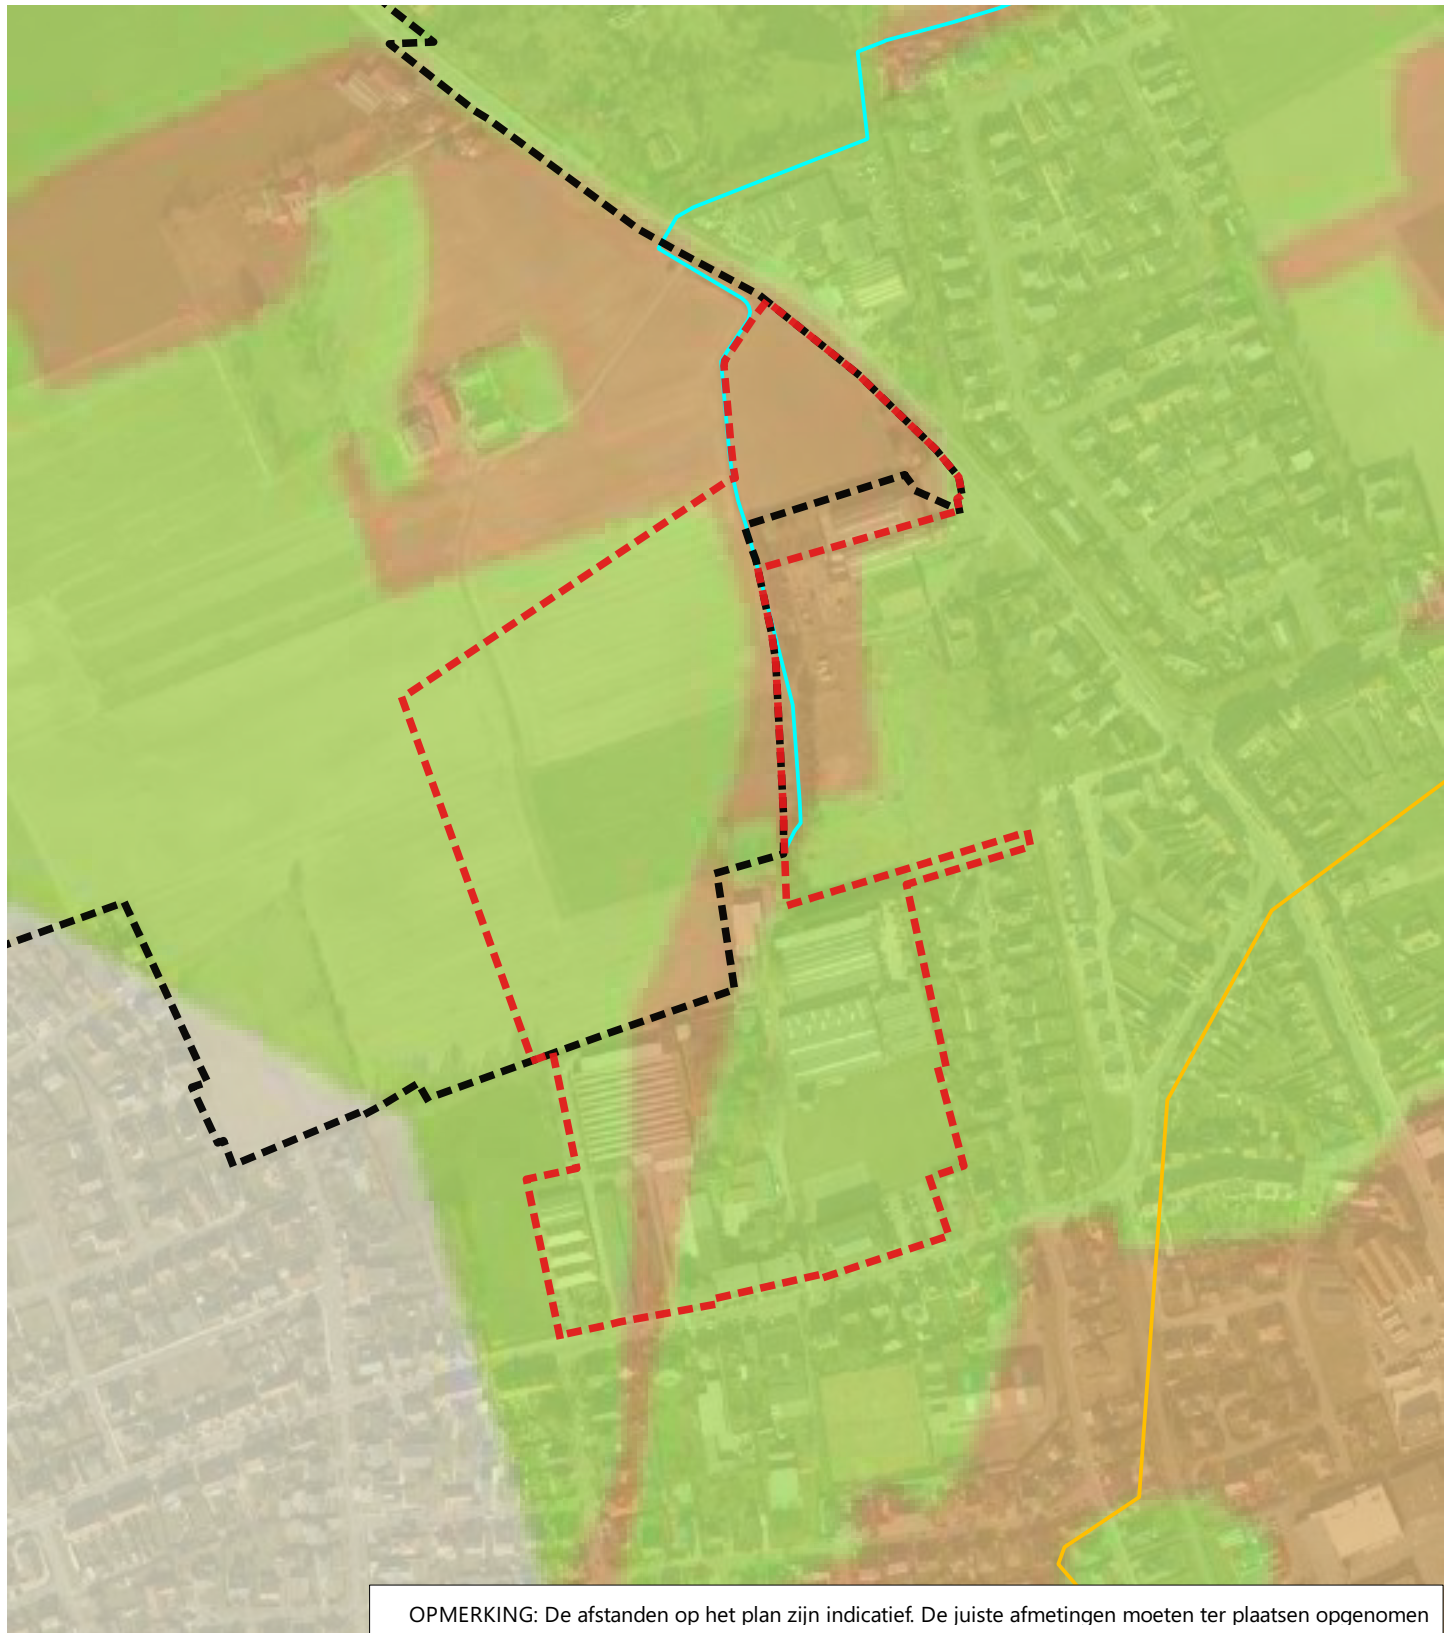 OPMERKING: De afstanden op het plan zijn indicatief. De juiste afmetingen moeten ter plaatsen opgenomen